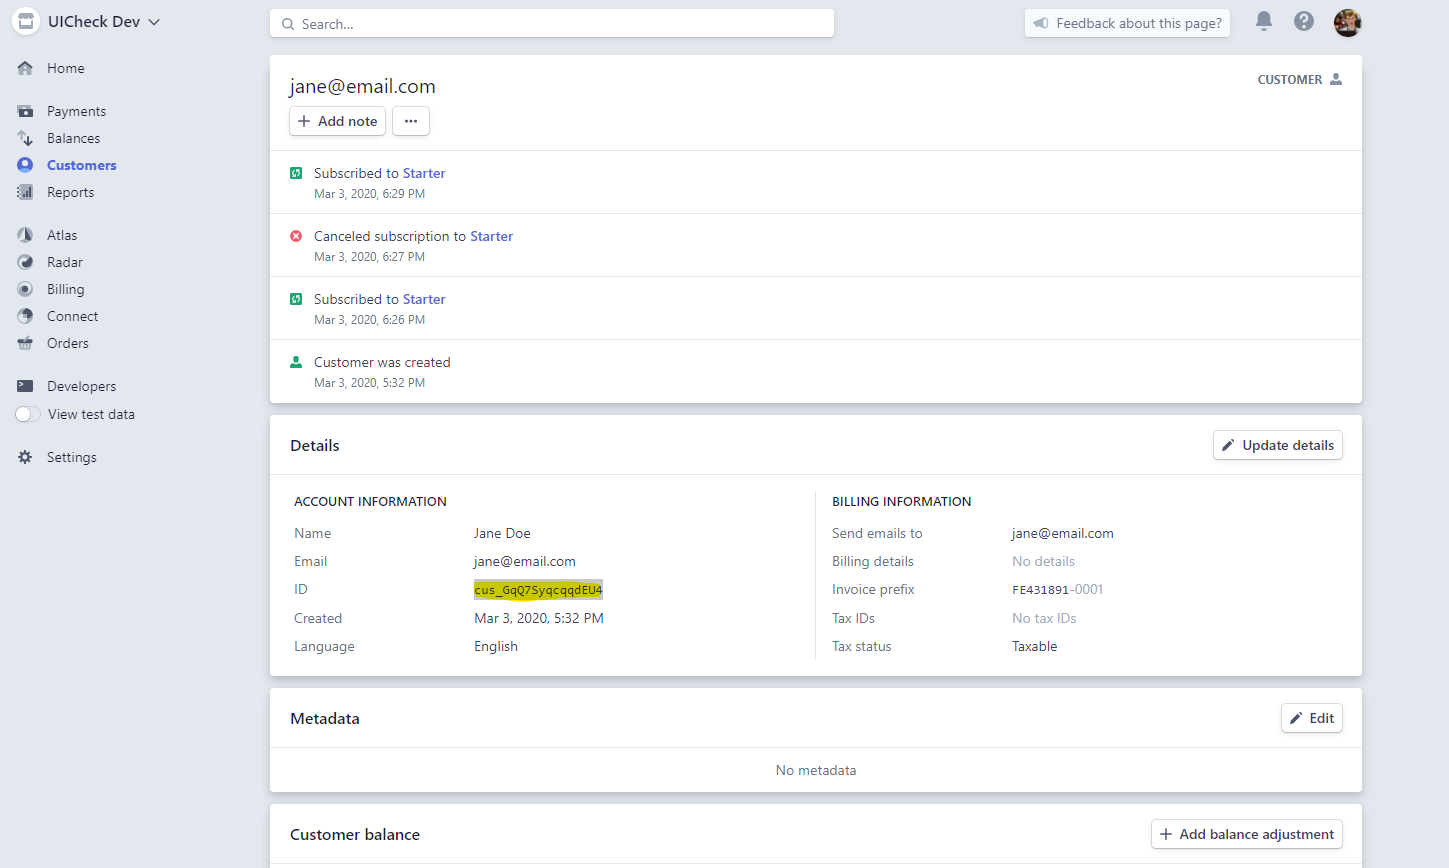 UICheck Dev
Search...
Feedback about this page?
Home
Payments
Balances
Customers
Reports
Atlas
Radar
Billing
Connect
Orders
Developers
View test data
Settings
jane@email.com
CUSTOMER
+ Add note
...
Subscribed to Starter
Mar 3, 2020, 6:29 PM
Canceled subscription to Starter
Mar 3, 2020, 6:27 PM
Subscribed to Starter
Mar 3, 2020, 6:26 PM
Customer was created
Mar 3, 2020, 5:32 PM
Details
Update details
ACCOUNT INFORMATION
Name Jane Doe
Email jane@email.com
ID cus_GqQ7SyqcqqdEU4
Created Mar 3, 2020, 5:32 PM
Language English
BILLING INFORMATION
Send emails to jane@email.com
Billing details No details
Invoice prefix FE431891-0001
Tax IDs No tax IDs
Tax status Taxable
Metadata
Edit
No metadata
Customer balance
+ Add balance adjustment